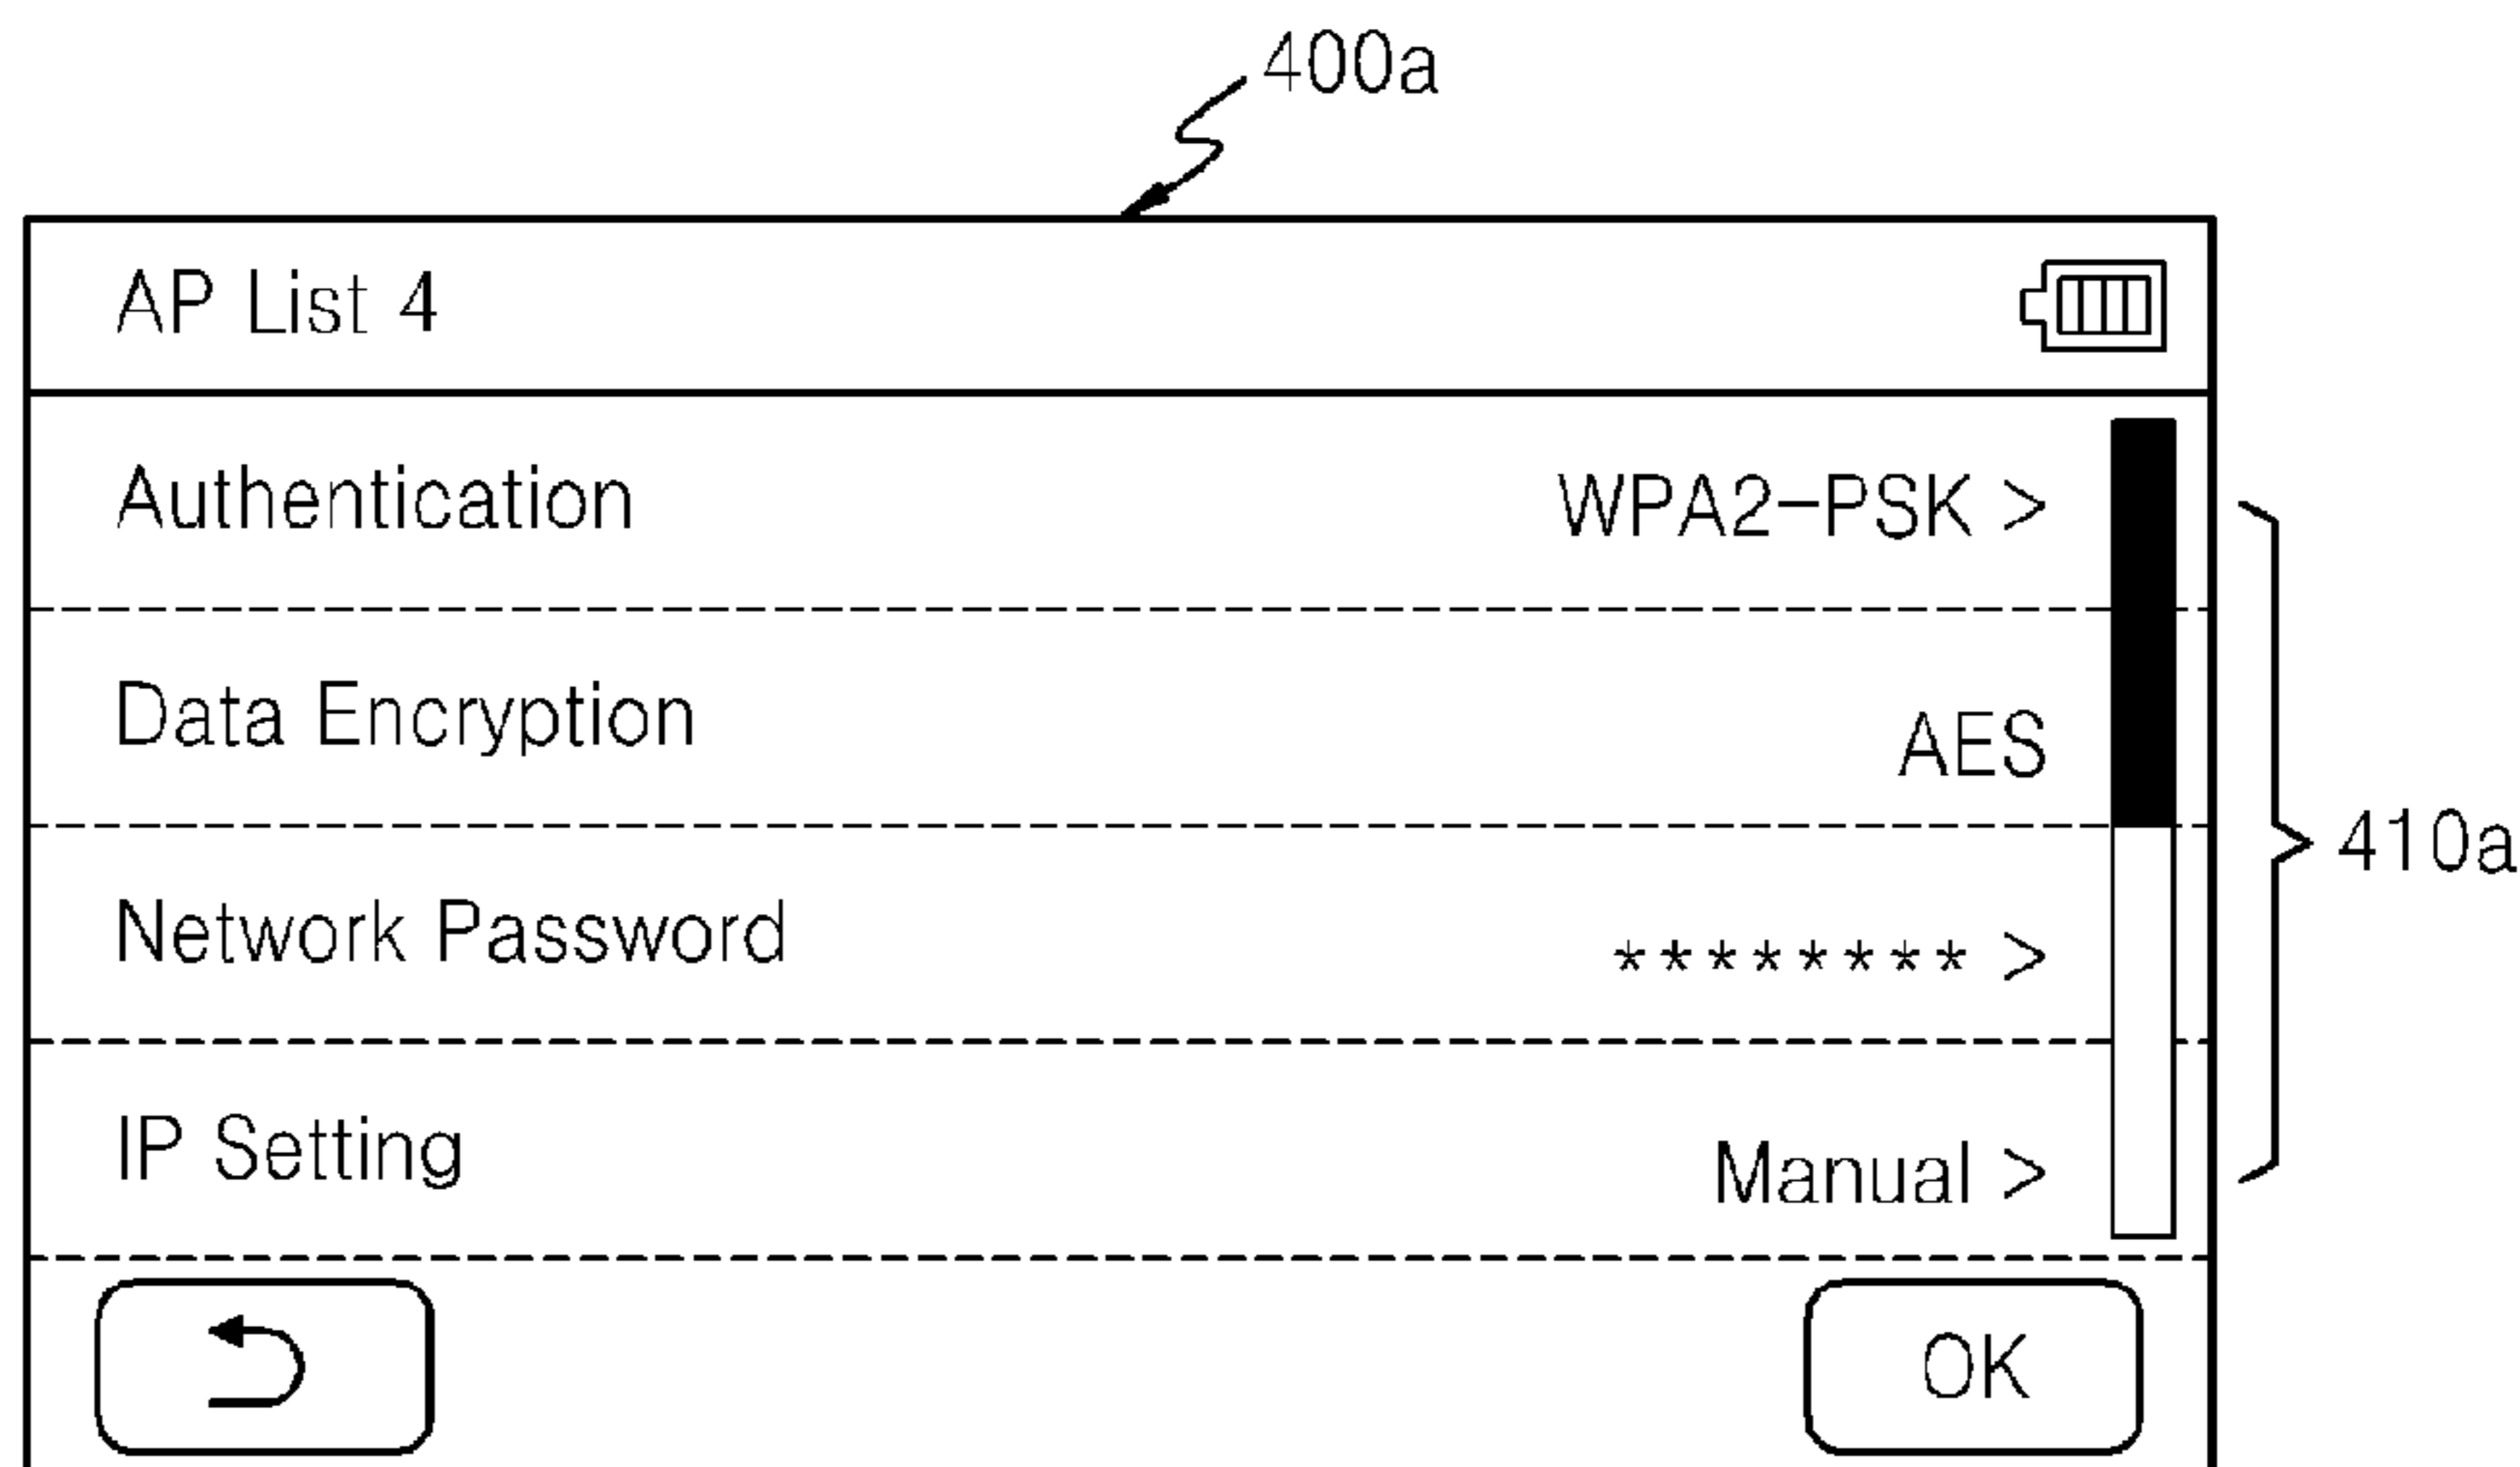 400a
AP List 4
Authentication WPA2-PSK >
Data Encryption AES
410a
Network Password ******** >
IP Setting Manual >
OK